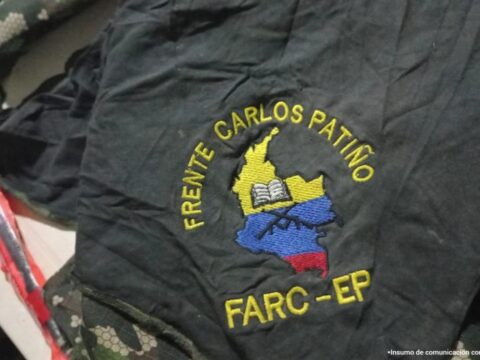 FRENTE CARLOS PATIÑO
FARC-EP
•Insumo de comunicación